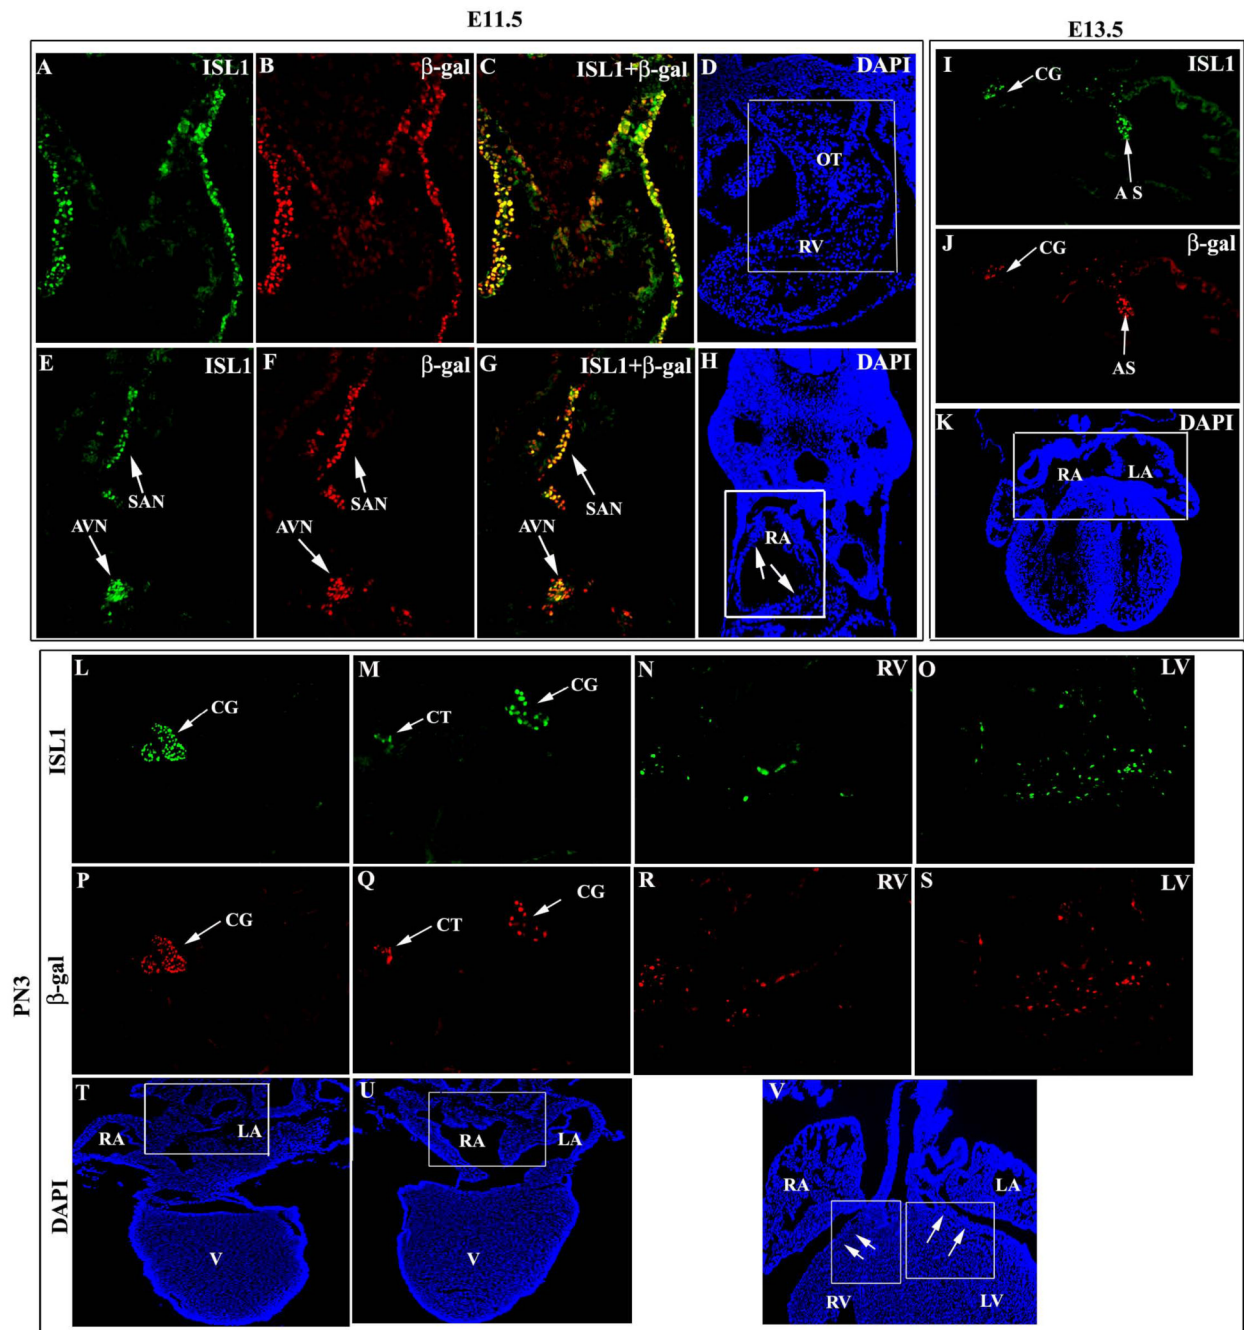 E11.5
E13.5
A ISL1
B β-gal
C ISL1+β-gal
D DAPI
OT
RV
I ISL1
CG
A S
J β-gal
CG
AS
E ISL1
SAN
AVN
F β-gal
SAN
AVN
G ISL1+β-gal
SAN
AVN
H DAPI
RA
K DAPI
RA LA
PN3
ISL1
L
CG
M
CG
CT
N RV
O LV
β-gal
P
CG
Q
CG
CT
R RV
S LV
DAPI
T
RA LA
V
U
RA LA
V
V
RA LA
RV LV